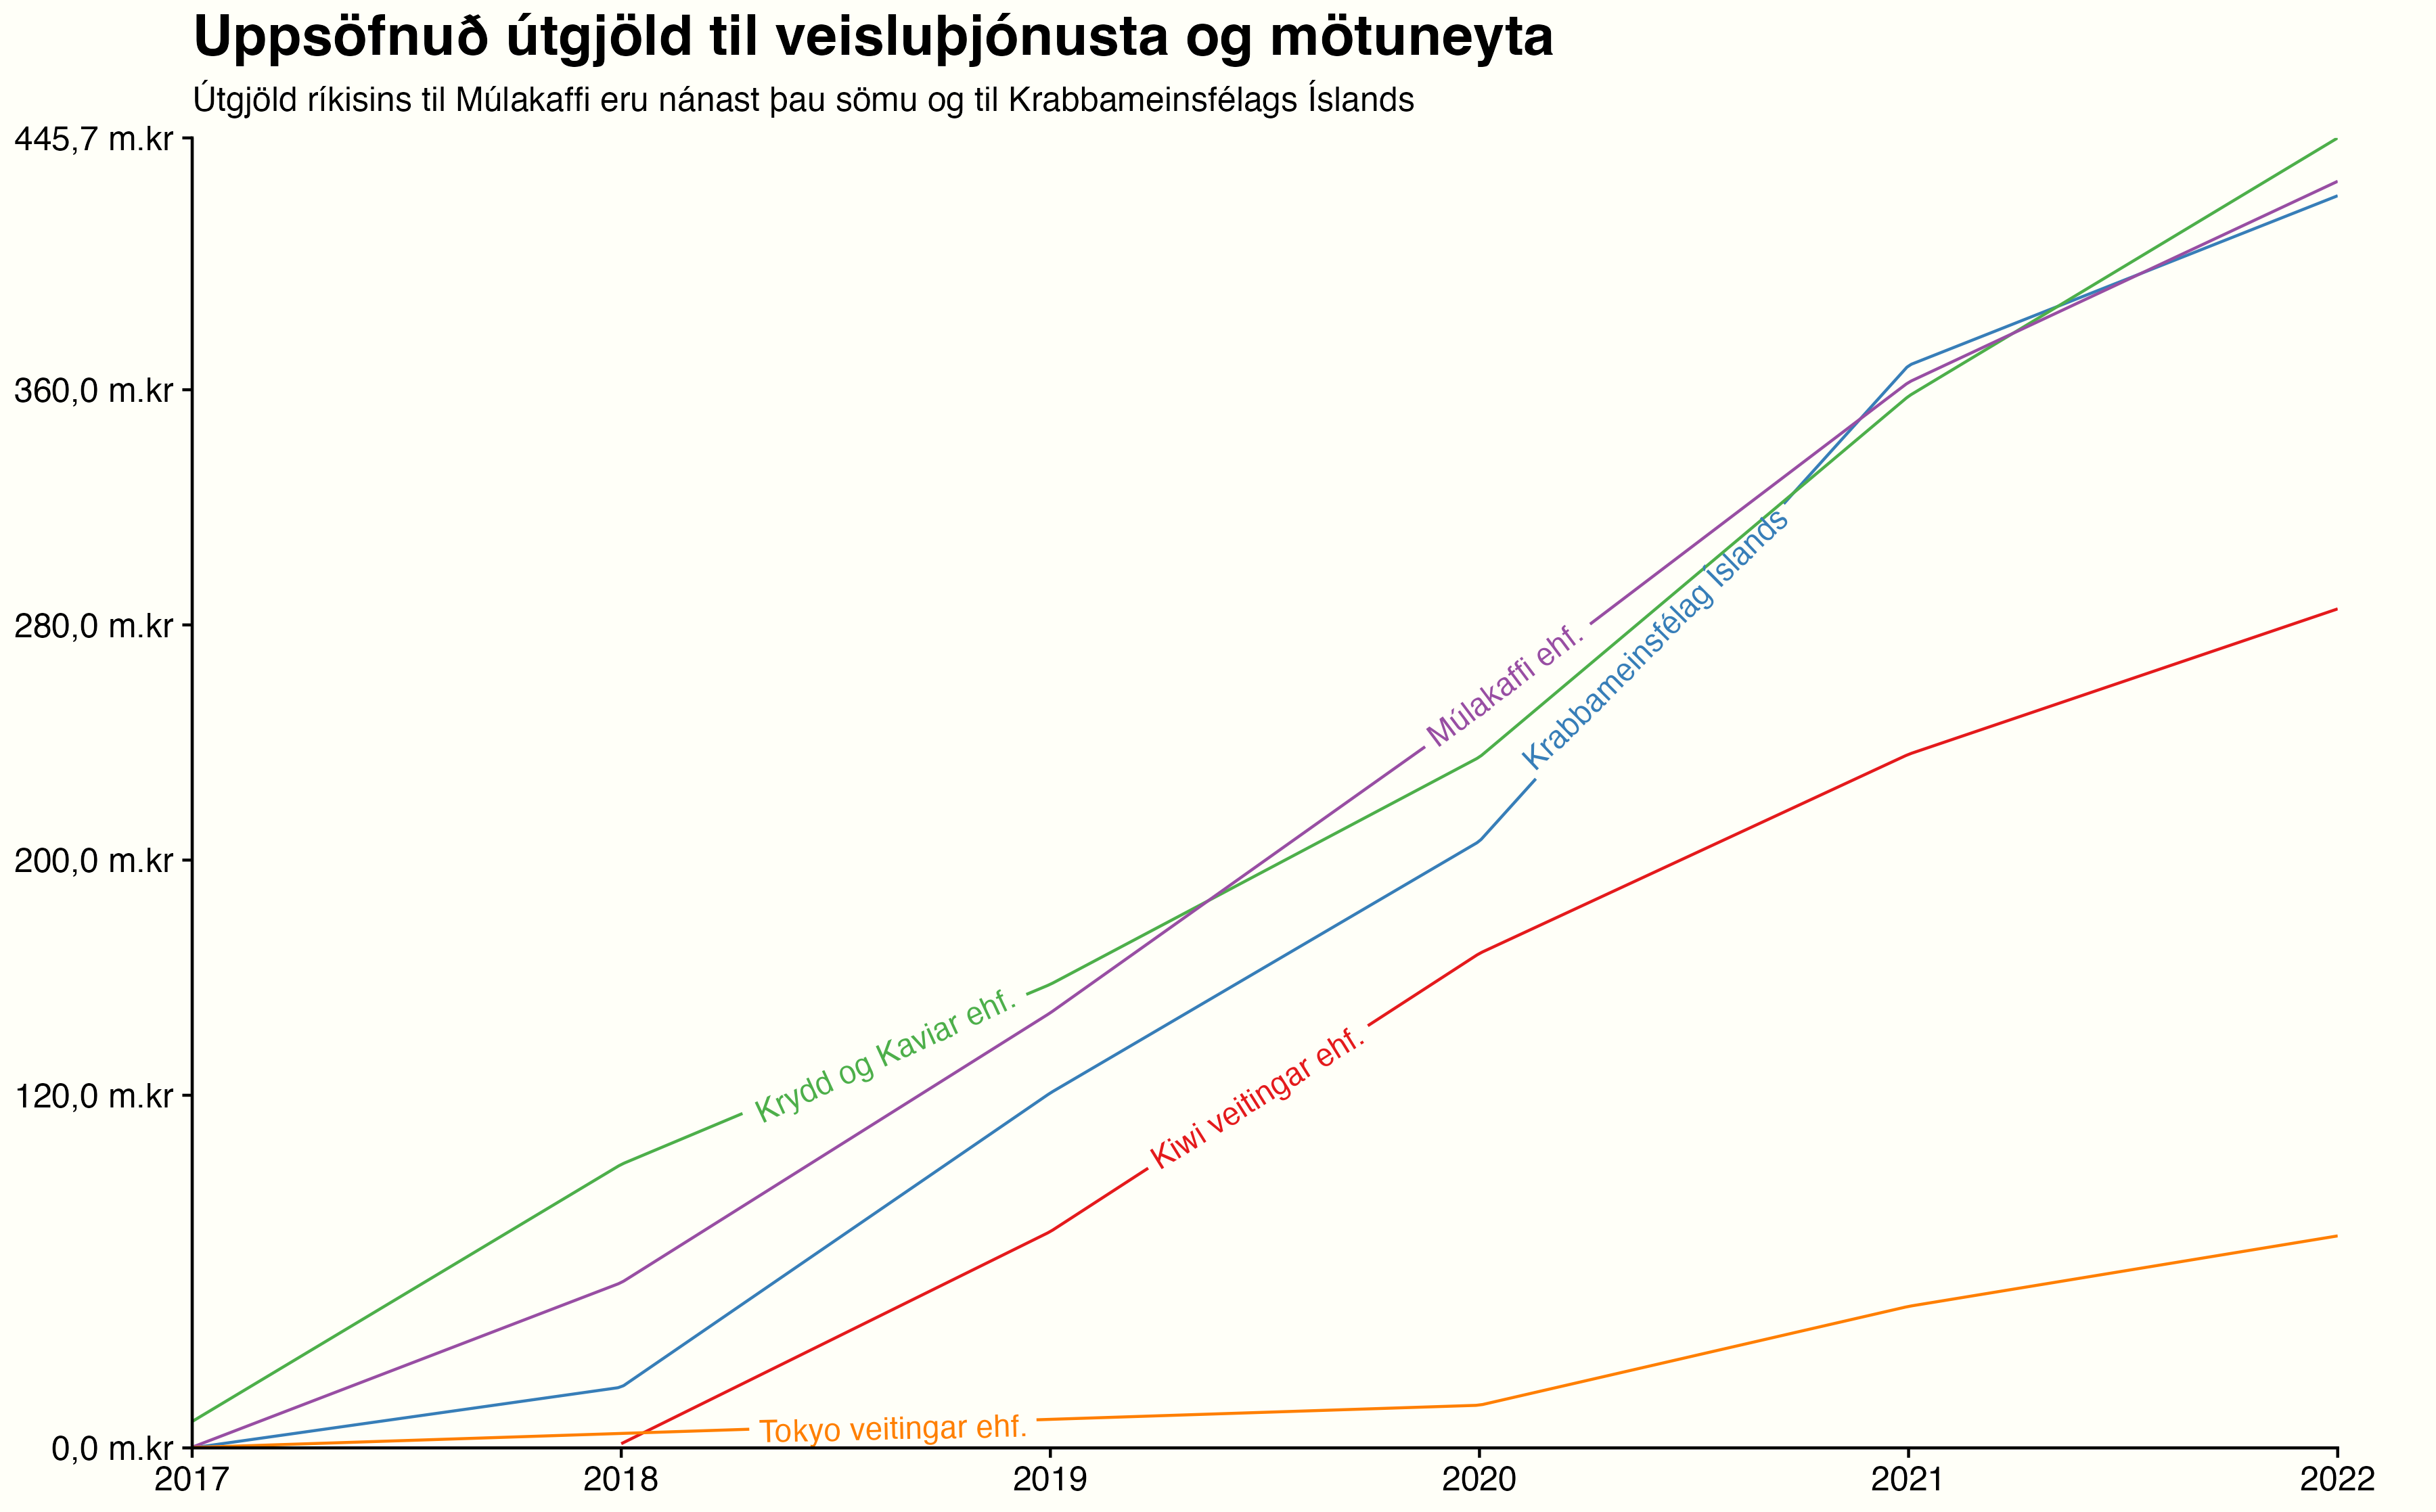 Uppsöfnuð útgjöld til veisluþjónusta og mötuneyta
Útgjöld ríkisins til Múlakaffi eru nánast þau sömu og til Krabbameinsfélags Íslands
445,7 m.kr
360,0 m.kr
280,0 m.kr
200,0 m.kr
120,0 m.kr
0,0 m.kr
Múlakaffi ehf.
Krabbameinsfélag Íslands
Krydd og Kaviar ehf.
Kiwi veitingar ehf.
Tokyo veitingar ehf.
2017
2018
2019
2020
2021
2022